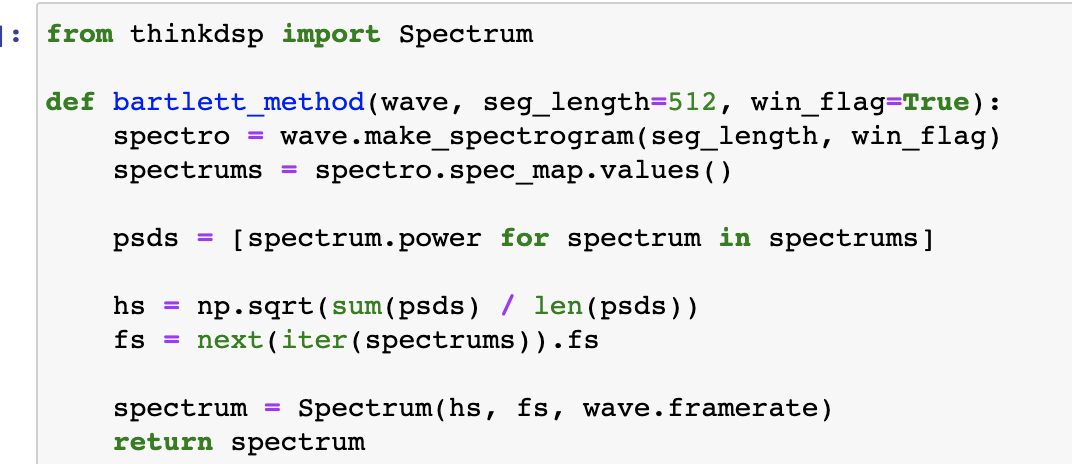 ]:
from thinkdsp import Spectrum
def bartlett_method(wave, seg_length=512, win_flag=True):
    spectro = wave.make_spectrogram(seg_length, win_flag)
    spectrums = spectro.spec_map.values()
    psds = [spectrum.power for spectrum in spectrums]
    hs = np.sqrt(sum(psds) / len(psds))
    fs = next(iter(spectrums)).fs
    spectrum = Spectrum(hs, fs, wave.framerate)
    return spectrum